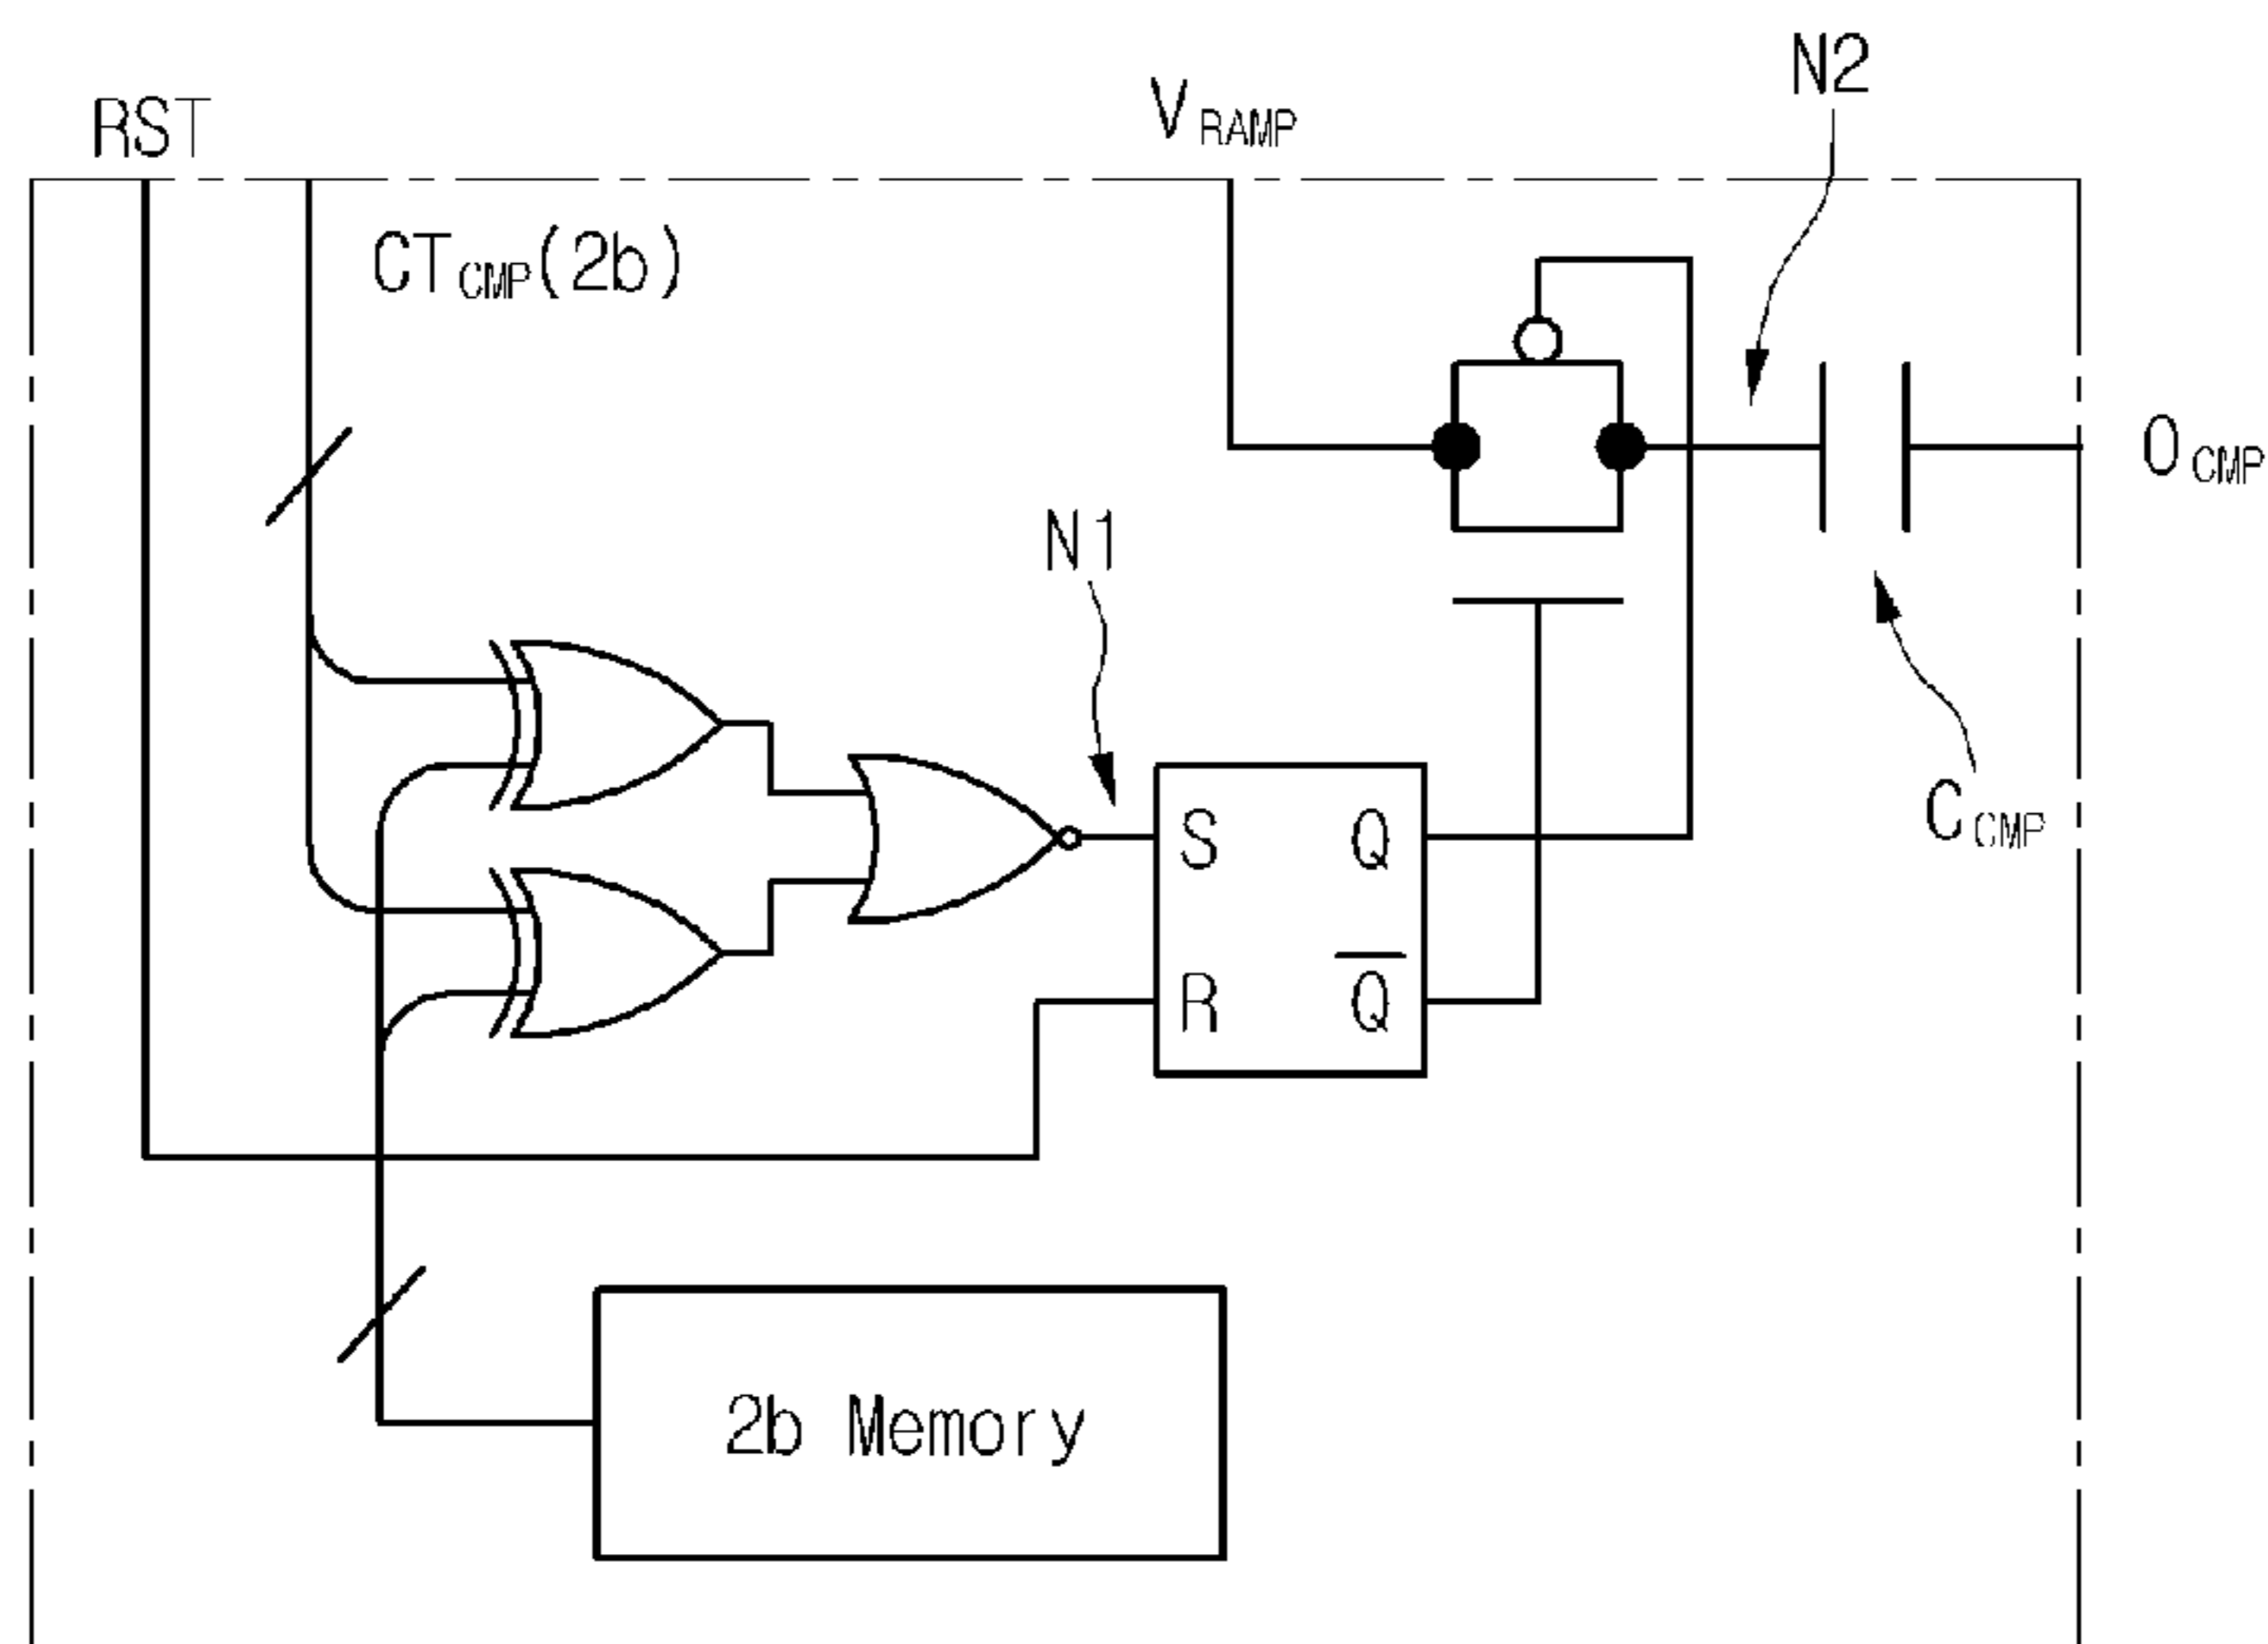 N2
RST
VRAMP
CTCMP(2b)
OCMP
N1
S Q
CCMP
R Q̅
2b Memory